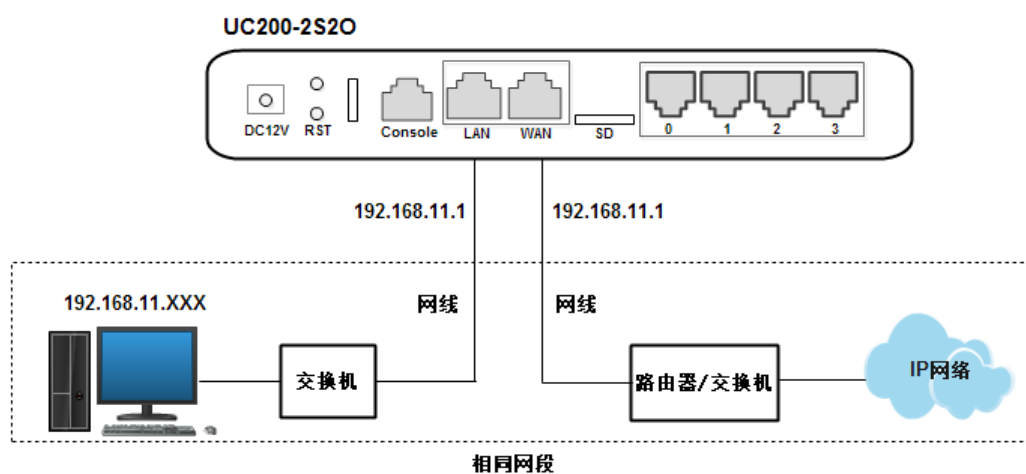 UC200-2S2O
DC12V
RST
Console
LAN
WAN
SD
0
1
2
3
192.168.11.1
192.168.11.1
192.168.11.XXX
网线
网线
交换机
路由器/交换机
IP网络
相同网段